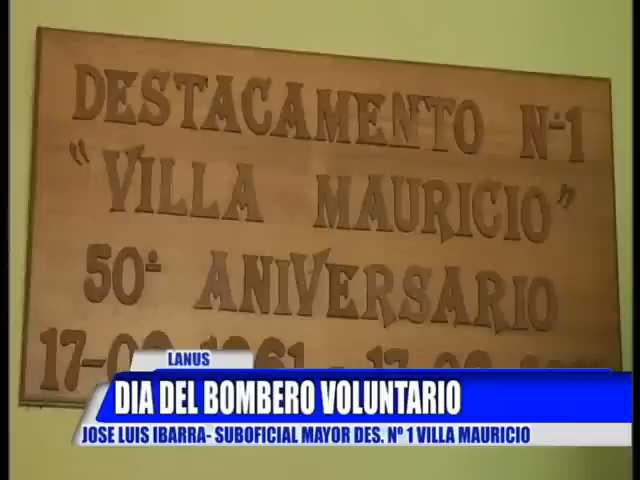 DESTACAMENTO Nº1
"VILLA MAURICIO"
50º ANIVERSARIO
LANUS
DIA DEL BOMBERO VOLUNTARIO
JOSE LUIS IBARRA- SUBOFICIAL MAYOR DES. Nº 1 VILLA MAURICIO